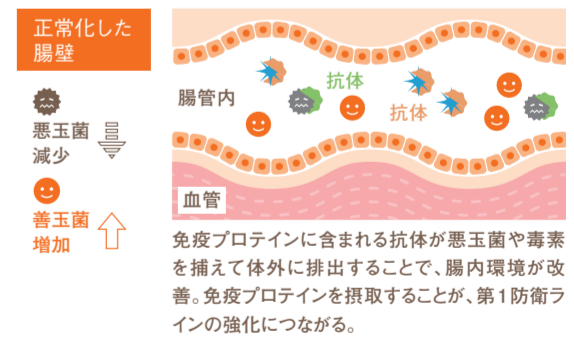 正常化した
腸壁
悪玉菌
減少
善玉菌
増加
腸管内
抗体
抗体
血管
免疫プロテインに含まれる抗体が悪玉菌や毒素
を捕えて体外に排出することで、腸内環境が改
善。免疫プロテインを摂取することが、第1防衛ラ
インの強化につながる。